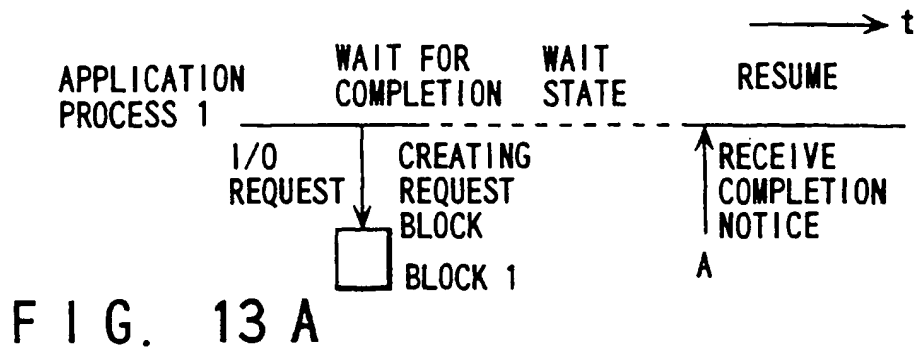 t
APPLICATION
PROCESS 1
WAIT FOR
COMPLETION
WAIT
STATE
RESUME
I/O
REQUEST
CREATING
REQUEST
BLOCK
BLOCK 1
RECEIVE
COMPLETION
NOTICE
A
FIG. 13A